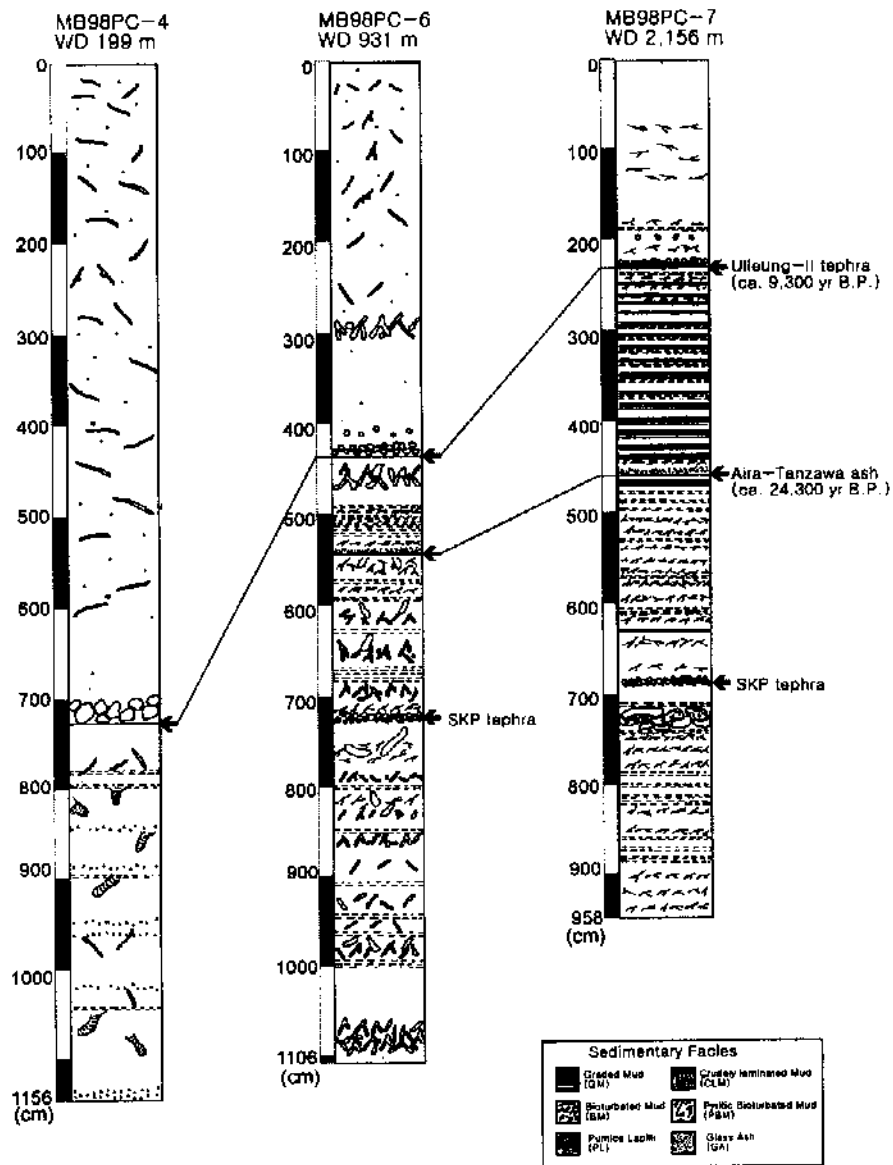 MB98PC-4
WD 199 m
MB98PC-6
WD 931 m
MB98PC-7
WD 2,156 m
0
100
200
300
400
500
600
700
800
900
1000
1156
(cm)
0
100
200
300
400
500
600
700
800
900
1000
1106
(cm)
SKP tephra
0
100
200
300
400
500
600
700
800
900
958
(cm)
Ulleung-II tephra
(ca. 9,300 yr B.P.)
Aira-Tanzawa ash
(ca. 24,300 yr B.P.)
SKP tephra
Sedimentary Facies
Graded Mud
(GM)
Crudely laminated Mud
(CLM)
Bioturbated Mud
(BM)
Bioturbated Mud
(PBM)
Pumice Lapilli
(PL)
Glass Ash
(GA)